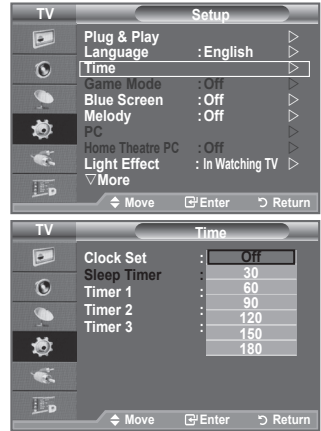 TV Setup
Plug & Play
Language : English
Time
Game Mode : Off
Blue Screen : Off
Melody : Off
PC
Home Theatre PC : Off
Light Effect : In Watching TV
▽More
Move Enter Return
TV Time
Clock Set : Off
Sleep Timer : 30
Timer 1 : 60
90
Timer 2 : 120
Timer 3 : 150
180
Move Enter Return